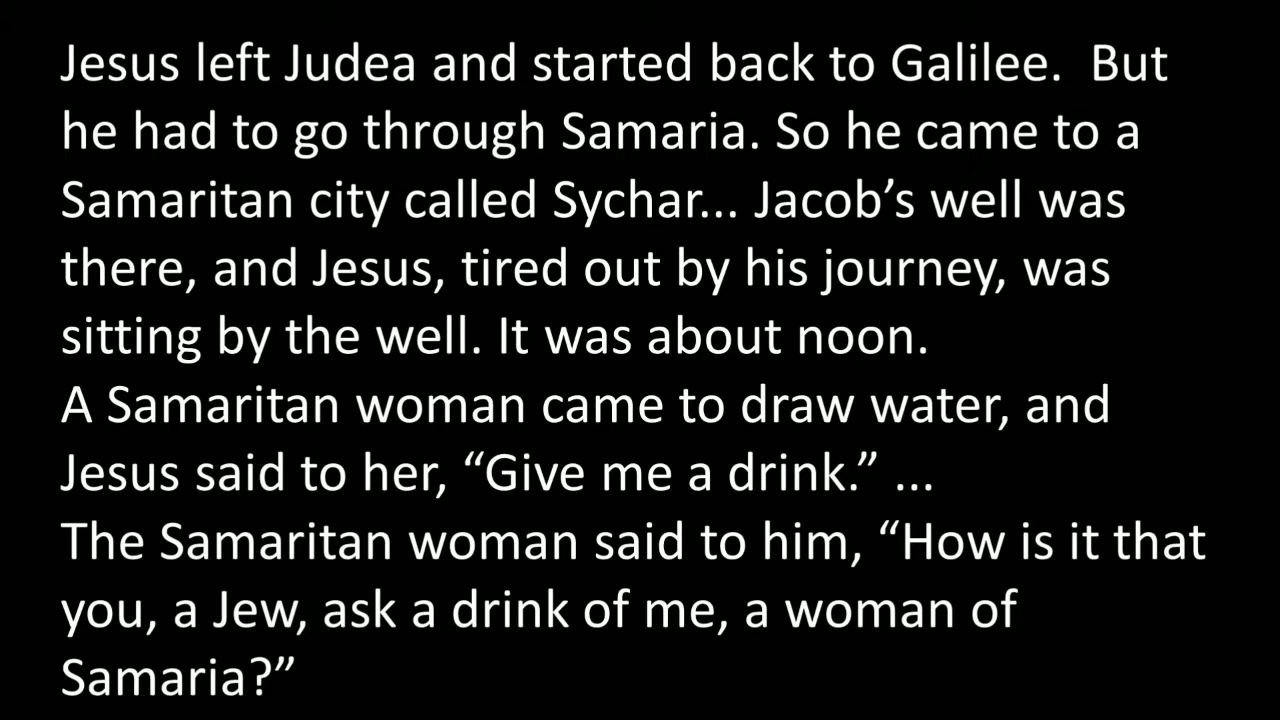 Jesus left Judea and started back to Galilee.  But
he had to go through Samaria. So he came to a
Samaritan city called Sychar... Jacob’s well was
there, and Jesus, tired out by his journey, was
sitting by the well. It was about noon.
A Samaritan woman came to draw water, and
Jesus said to her, “Give me a drink.” ...
The Samaritan woman said to him, “How is it that
you, a Jew, ask a drink of me, a woman of
Samaria?”